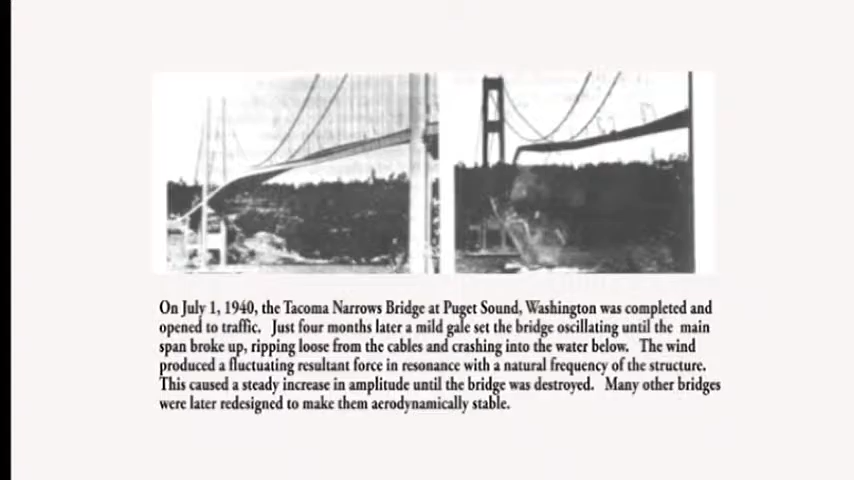 On July 1, 1940, the Tacoma Narrows Bridge at Puget Sound, Washington was completed and
opened to traffic. Just four months later a mild gale set the bridge oscillating until the main
span broke up, ripping loose from the cables and crashing into the water below. The wind
produced a fluctuating resultant force in resonance with a natural frequency of the structure.
This caused a steady increase in amplitude until the bridge was destroyed. Many other bridges
were later redesigned to make them aerodynamically stable.